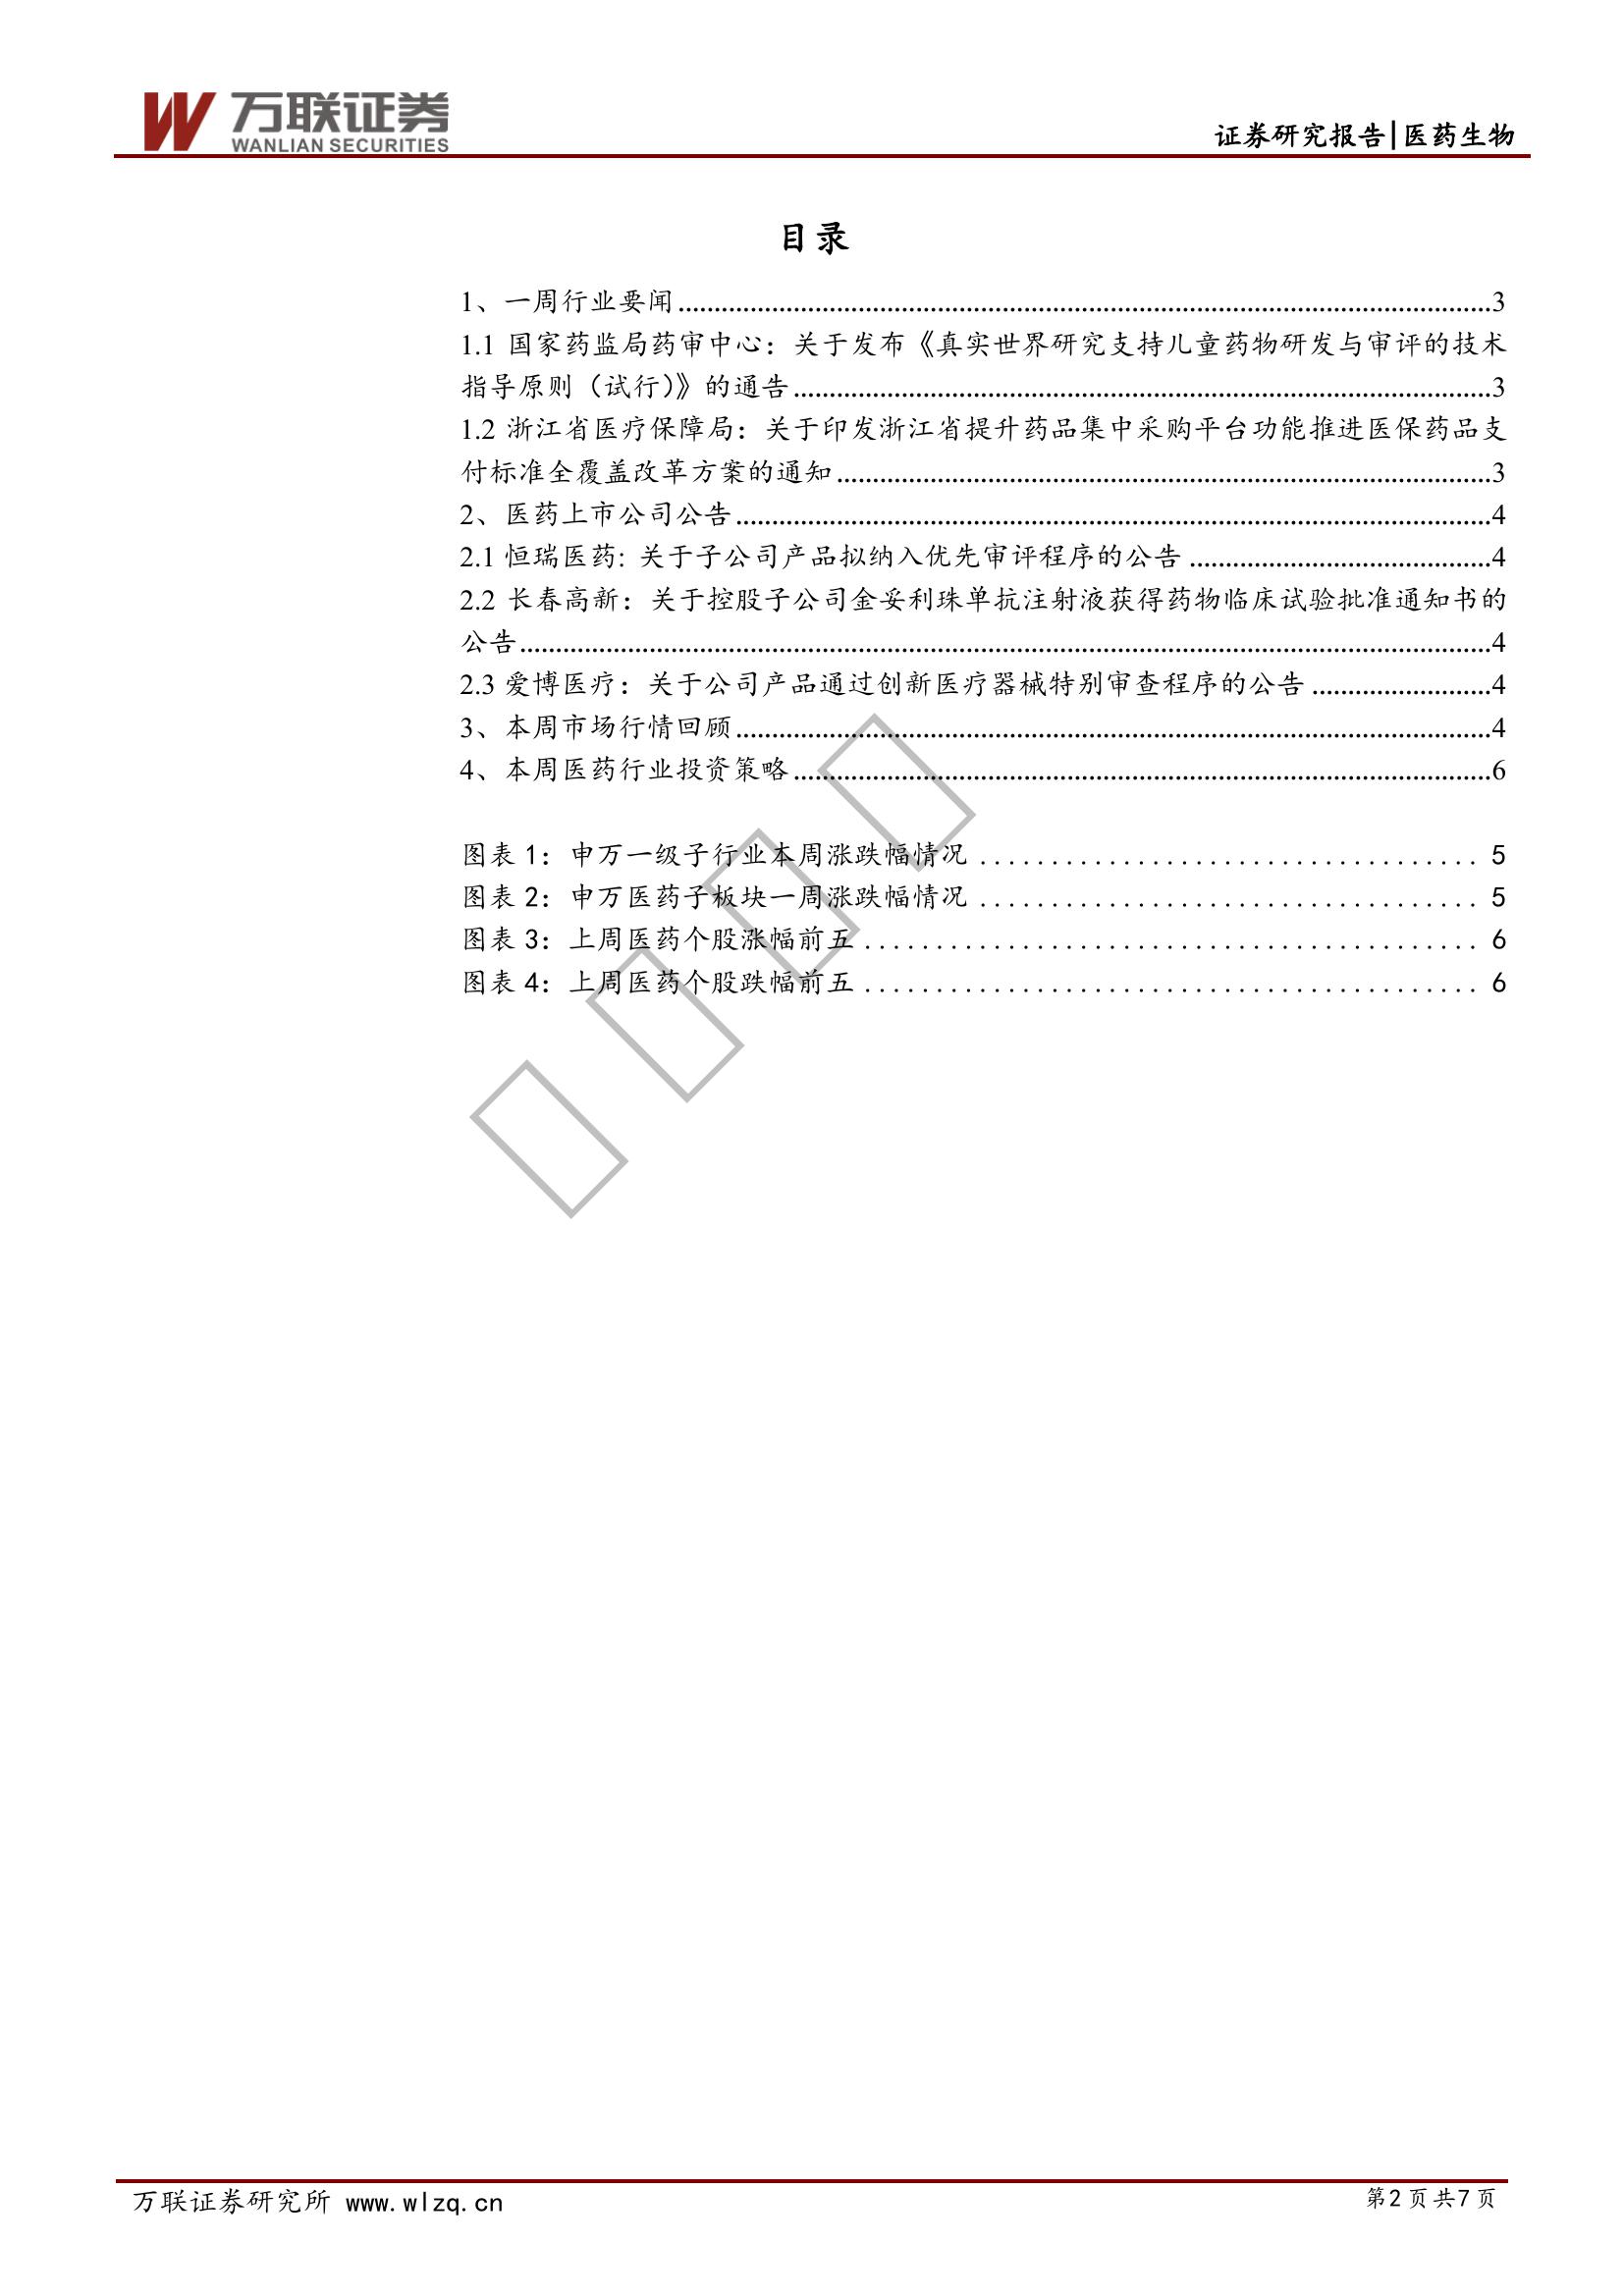 万联证券
WANLIAN SECURITIES
证券研究报告|医药生物
目录
1、一周行业要闻........................................3
1.1 国家药监局药审中心：关于发布《真实世界研究支持儿童药物研发与审评的技术
指导原则（试行）》的通告........................................3
1.2 浙江省医疗保障局：关于印发浙江省提升药品集中采购平台功能推进医保药品支
付标准全覆盖改革方案的通知........................................3
2、医药上市公司公告........................................4
2.1 恒瑞医药: 关于子公司产品拟纳入优先审评程序的公告........................................4
2.2 长春高新：关于控股子公司金妥利珠单抗注射液获得药物临床试验批准通知书的
公告........................................4
2.3 爱博医疗：关于公司产品通过创新医疗器械特别审查程序的公告........................................4
3、本周市场行情回顾........................................4
4、本周医药行业投资策略........................................6
图表 1：申万一级子行业本周涨跌幅情况 ........................................ 5
图表 2：申万医药子板块一周涨跌幅情况 ........................................ 5
图表 3：上周医药个股涨幅前五 ........................................ 6
图表 4：上周医药个股跌幅前五 ........................................ 6
万联证券研究所 www.wlzq.cn
第2页共7页